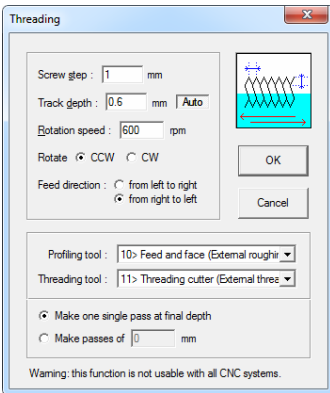 Threading
Screw step : 1 mm
Track depth : 0.6 mm Auto
Rotation speed : 600 rpm
Rotate CCW CW
Feed direction : from left to right
from right to left
OK
Cancel
Profiling tool : 10> Feed and face (External roughir
Threading tool : 11> Threading cutter (External threa
Make one single pass at final depth
Make passes of 0 mm
Warning: this function is not usable with all CNC systems.